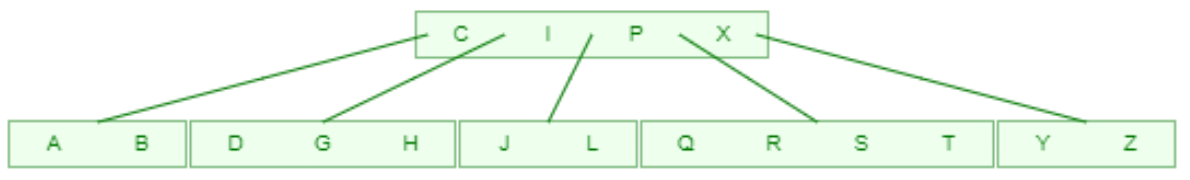 C I P X
A B D G H J L Q R S T Y Z